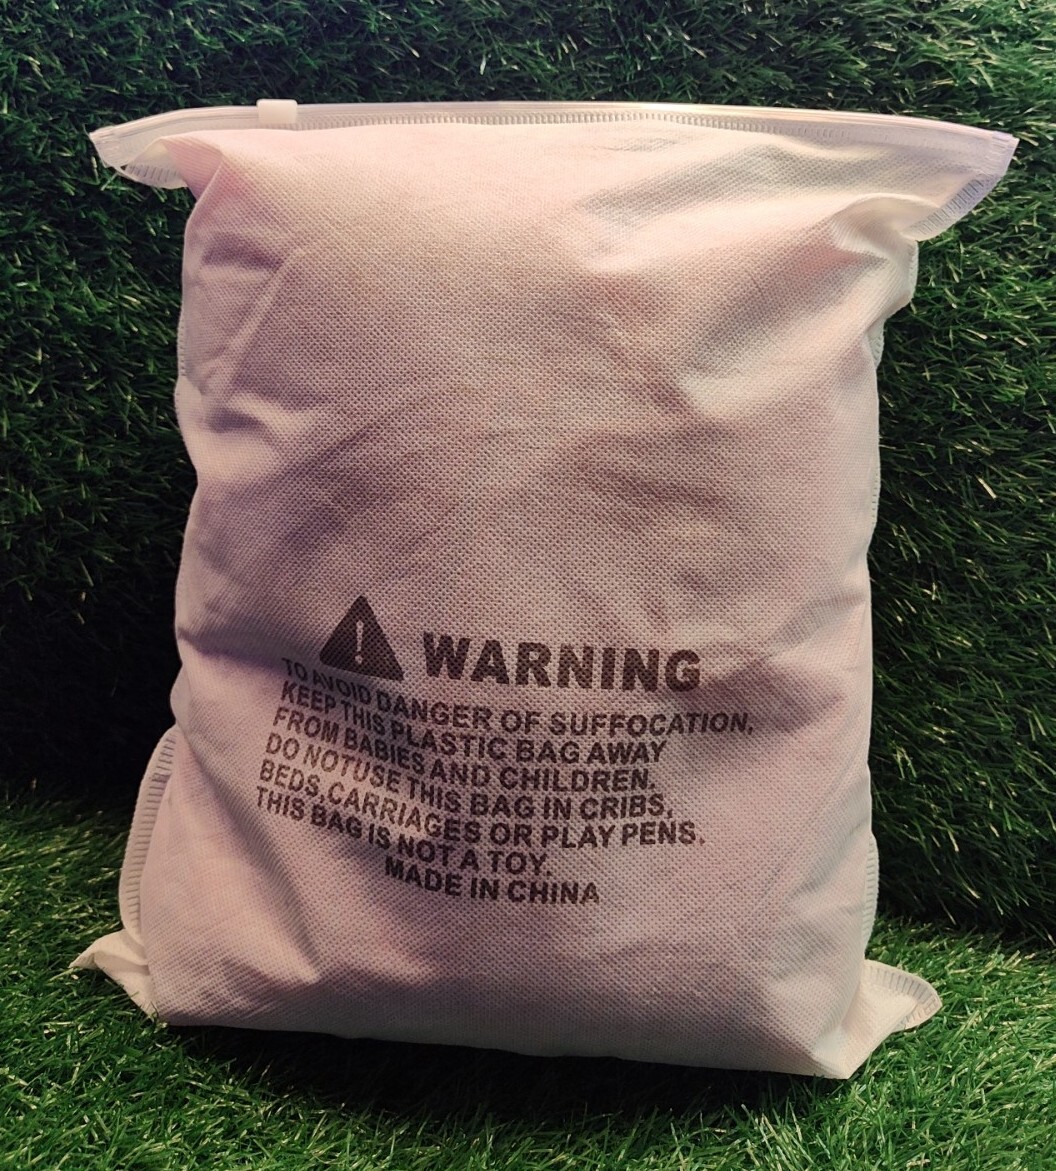 WARNING
TO AVOID DANGER OF SUFFOCATION,
KEEP THIS PLASTIC BAG AWAY
FROM BABIES AND CHILDREN.
DO NOTUSE THIS BAG IN CRIBS,
BEDS,CARRIAGES OR PLAY PENS.
THIS BAG IS NOT A TOY.
MADE IN CHINA